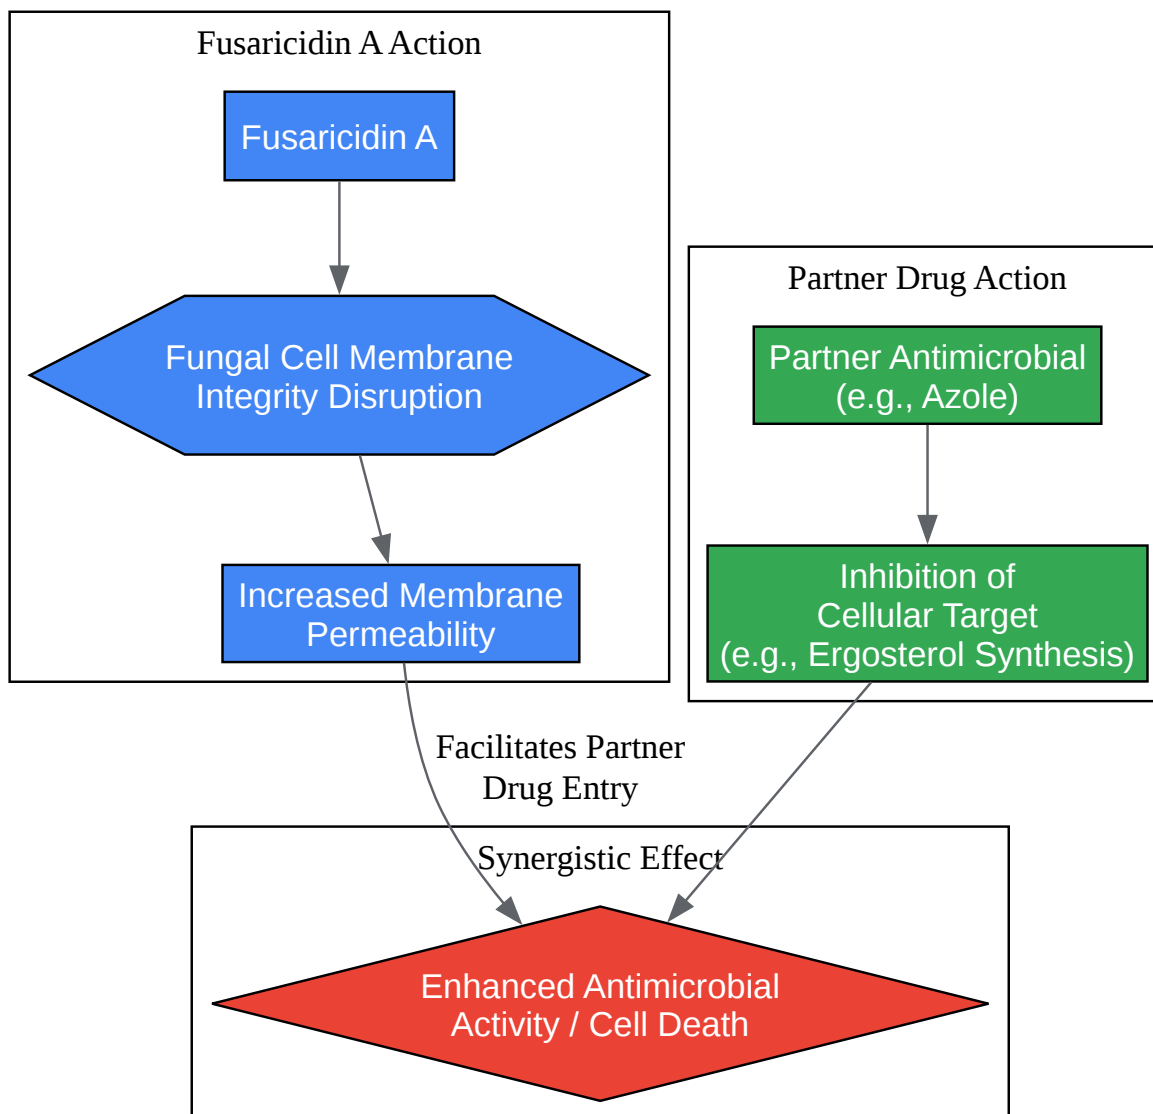 Fusaricidin A Action
Fusaricidin A
Fungal Cell Membrane
Integrity Disruption
Increased Membrane
Permeability
Partner Drug Action
Partner Antimicrobial
(e.g., Azole)
Inhibition of
Cellular Target
(e.g., Ergosterol Synthesis)
Facilitates Partner
Drug Entry
Synergistic Effect
Enhanced Antimicrobial
Activity / Cell Death